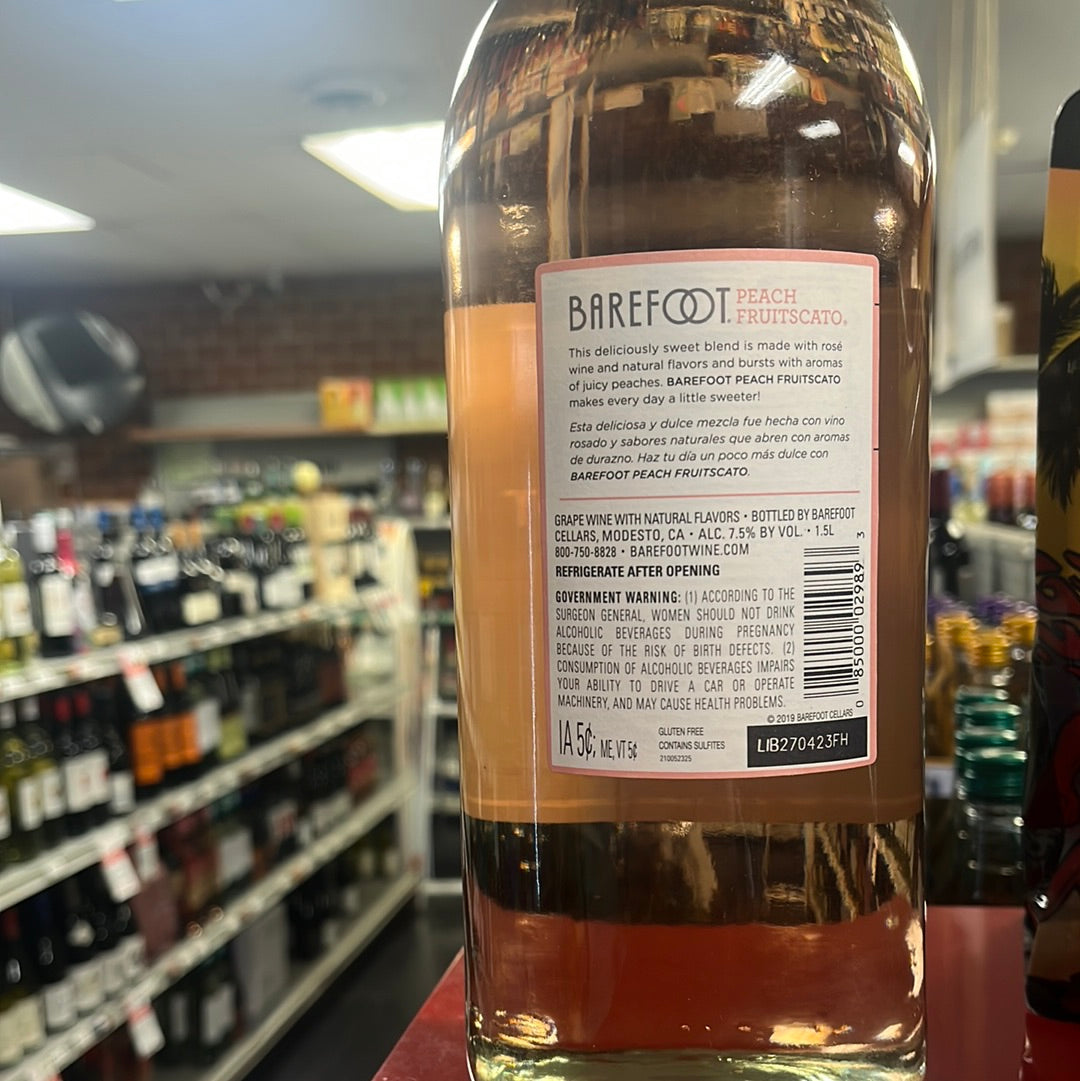 BAREFOOT. PEACH
FRUITSCATO®
This deliciously sweet blend is made with rosé
wine and natural flavors and bursts with aromas
of juicy peaches. BAREFOOT PEACH FRUITSCATO
makes every day a little sweeter!
Esta deliciosa y dulce mezcla fue hecha con vino
rosado y sabores naturales que abren con aromas
de durazno. Haz tu día un poco más dulce con
BAREFOOT PEACH FRUITSCATO.
GRAPE WINE WITH NATURAL FLAVORS • BOTTLED BY BAREFOOT
CELLARS, MODESTO, CA • ALC. 7.5% BY VOL. • 1.5L
800-750-8828 • BAREFOOTWINE.COM
REFRIGERATE AFTER OPENING
GOVERNMENT WARNING: (1) ACCORDING TO THE
SURGEON GENERAL, WOMEN SHOULD NOT DRINK
ALCOHOLIC BEVERAGES DURING PREGNANCY
BECAUSE OF THE RISK OF BIRTH DEFECTS. (2)
CONSUMPTION OF ALCOHOLIC BEVERAGES IMPAIRS
YOUR ABILITY TO DRIVE A CAR OR OPERATE
MACHINERY, AND MAY CAUSE HEALTH PROBLEMS.
0 85000 02989 3
© 2019 BAREFOOT CELLARS
IA 5¢; ME, VT 5¢
GLUTEN FREE
CONTAINS SULFITES
210052325
LIB270423FH